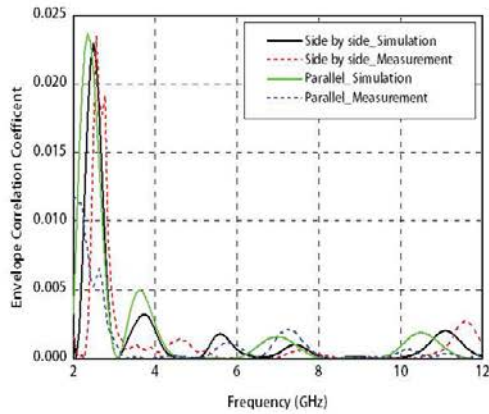 Envelope Correlation Coefficent
0.025
0.020
0.015
0.010
0.005
0.000
Side by side_Simulation
Side by side_Measurement
Parallel_Simulation
Parallel_Measurement
2 4 6 8 10 12
Frequency (GHz)